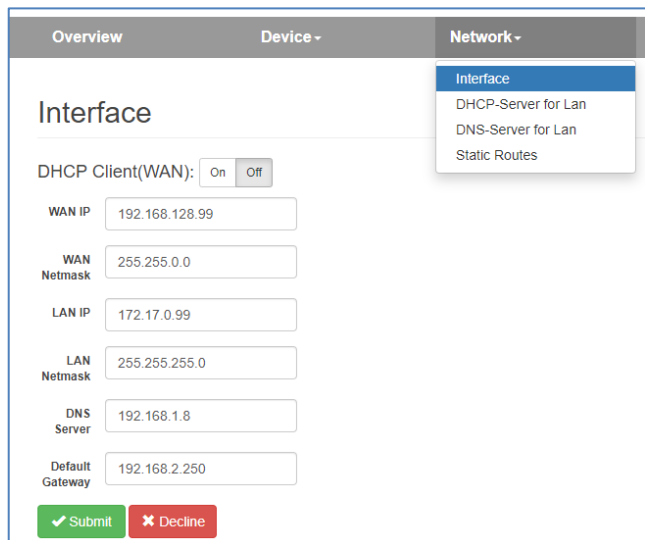 Overview Device Network
Interface
DHCP-Server for Lan
DNS-Server for Lan
Static Routes
Interface
DHCP Client(WAN): On Off
WAN IP 192.168.128.99
WAN
Netmask 255.255.0.0
LAN IP 172.17.0.99
LAN
Netmask 255.255.255.0
DNS
Server 192.168.1.8
Default
Gateway 192.168.2.250
Submit Decline